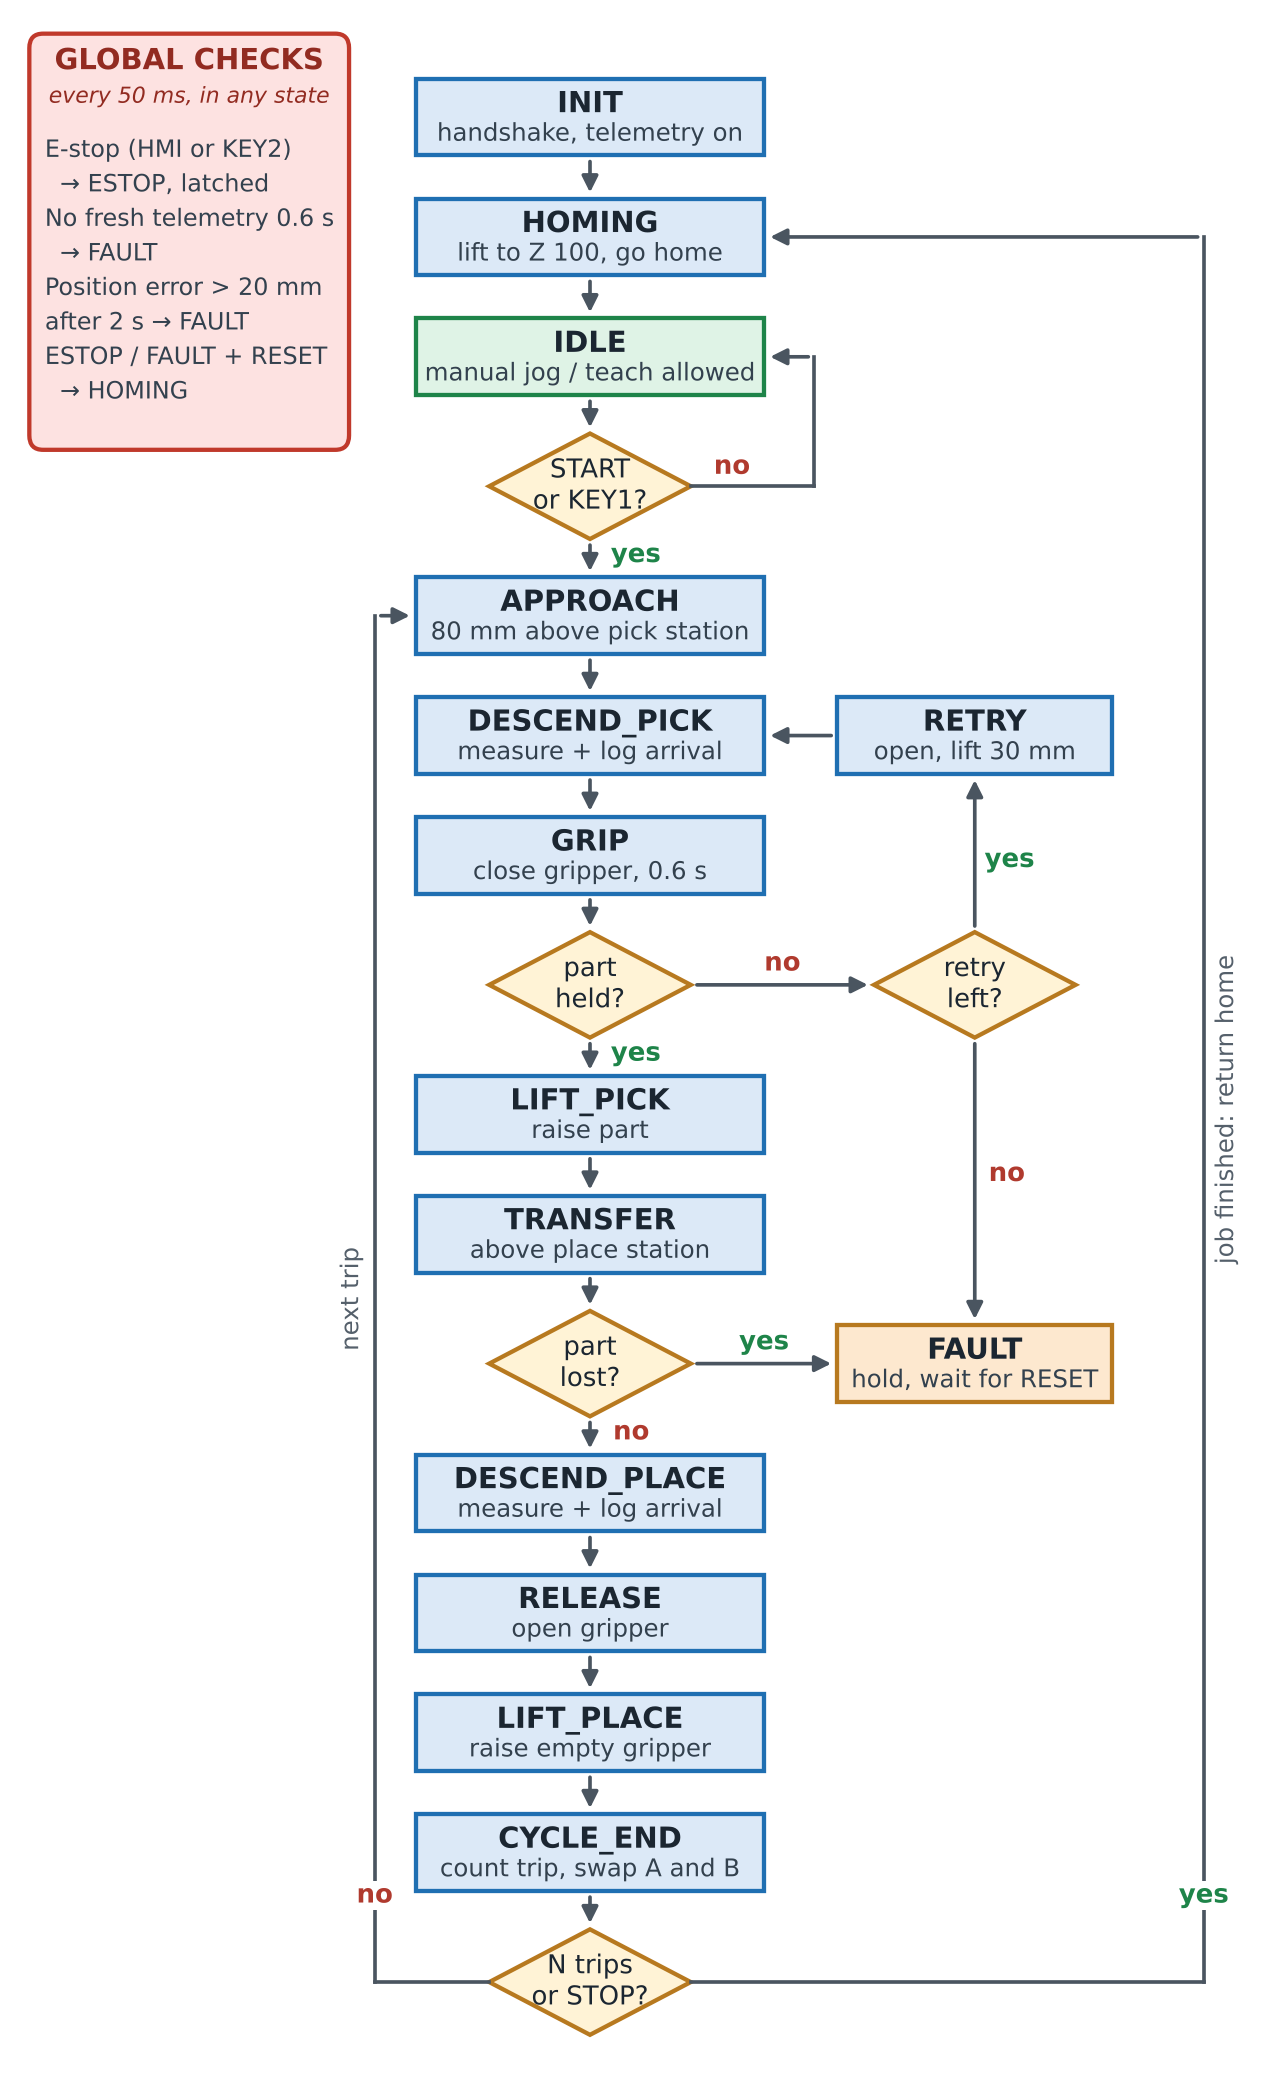 GLOBAL CHECKS
every 50 ms, in any state
E-stop (HMI or KEY2)
→ ESTOP, latched
No fresh telemetry 0.6 s
→ FAULT
Position error > 20 mm
after 2 s → FAULT
ESTOP / FAULT + RESET
→ HOMING
INIT
handshake, telemetry on
HOMING
lift to Z 100, go home
IDLE
manual jog / teach allowed
START
or KEY1?
no
yes
APPROACH
80 mm above pick station
DESCEND_PICK
measure + log arrival
RETRY
open, lift 30 mm
GRIP
close gripper, 0.6 s
yes
part
held?
no
retry
left?
yes
LIFT_PICK
raise part
no
TRANSFER
above place station
job finished: return home
next trip
part
lost?
yes
FAULT
hold, wait for RESET
no
DESCEND_PLACE
measure + log arrival
RELEASE
open gripper
LIFT_PLACE
raise empty gripper
CYCLE_END
count trip, swap A and B
no
yes
N trips
or STOP?